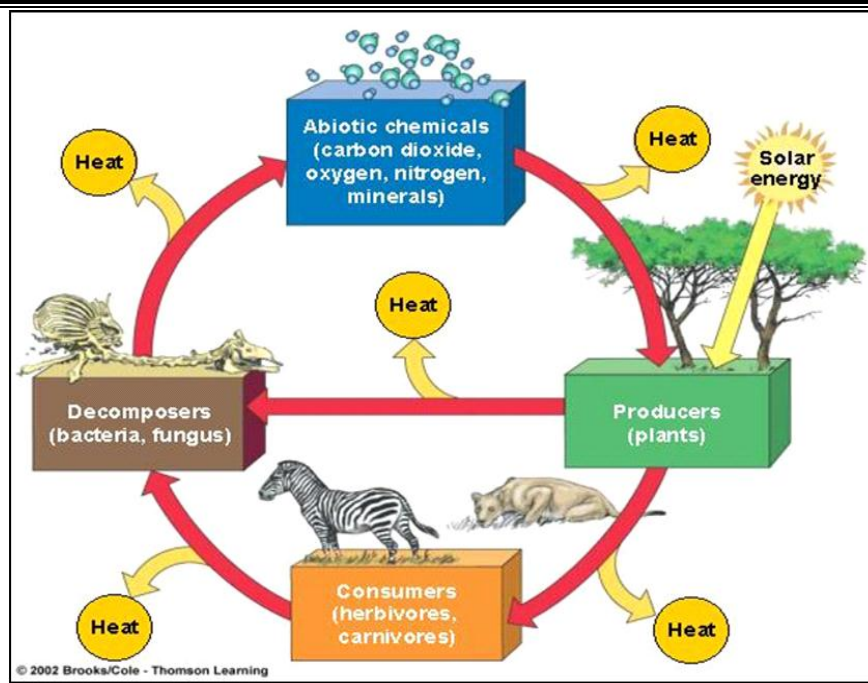 Abiotic chemicals
(carbon dioxide,
oxygen, nitrogen,
minerals)
Heat
Heat
Solar
energy
Heat
Decomposers
(bacteria, fungus)
Producers
(plants)
Consumers
(herbivores,
carnivores)
Heat
Heat
© 2002 Brooks/Cole - Thomson Learning